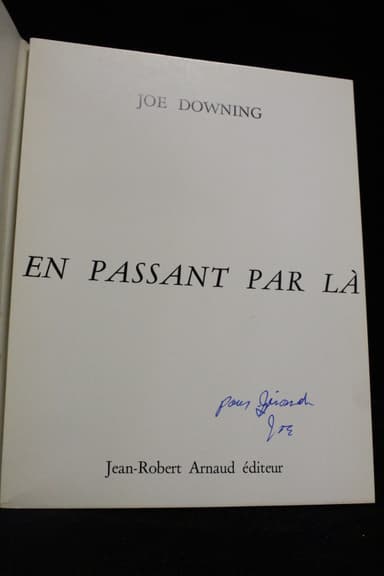 JOE DOWNING
EN PASSANT PAR LÀ
pour Gérard
Joe
Jean-Robert Arnaud éditeur